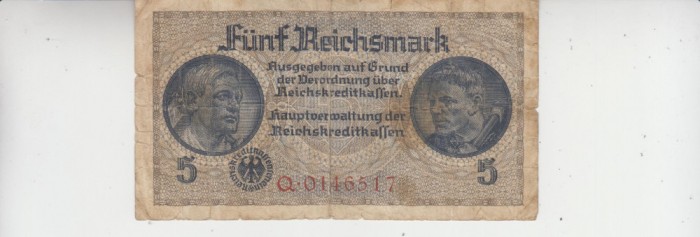 Fünf Reichsmark
Ausgegeben auf Grund
der Verordnung über
Reichskreditkassen.
Hauptverwaltung der
Reichskreditkassen
5
Q·0146517
5